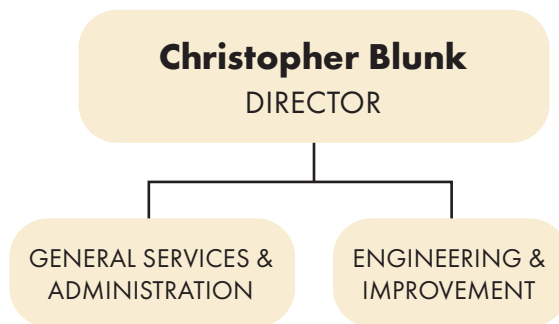 Christopher Blunk
DIRECTOR
GENERAL SERVICES &
ADMINISTRATION
ENGINEERING &
IMPROVEMENT